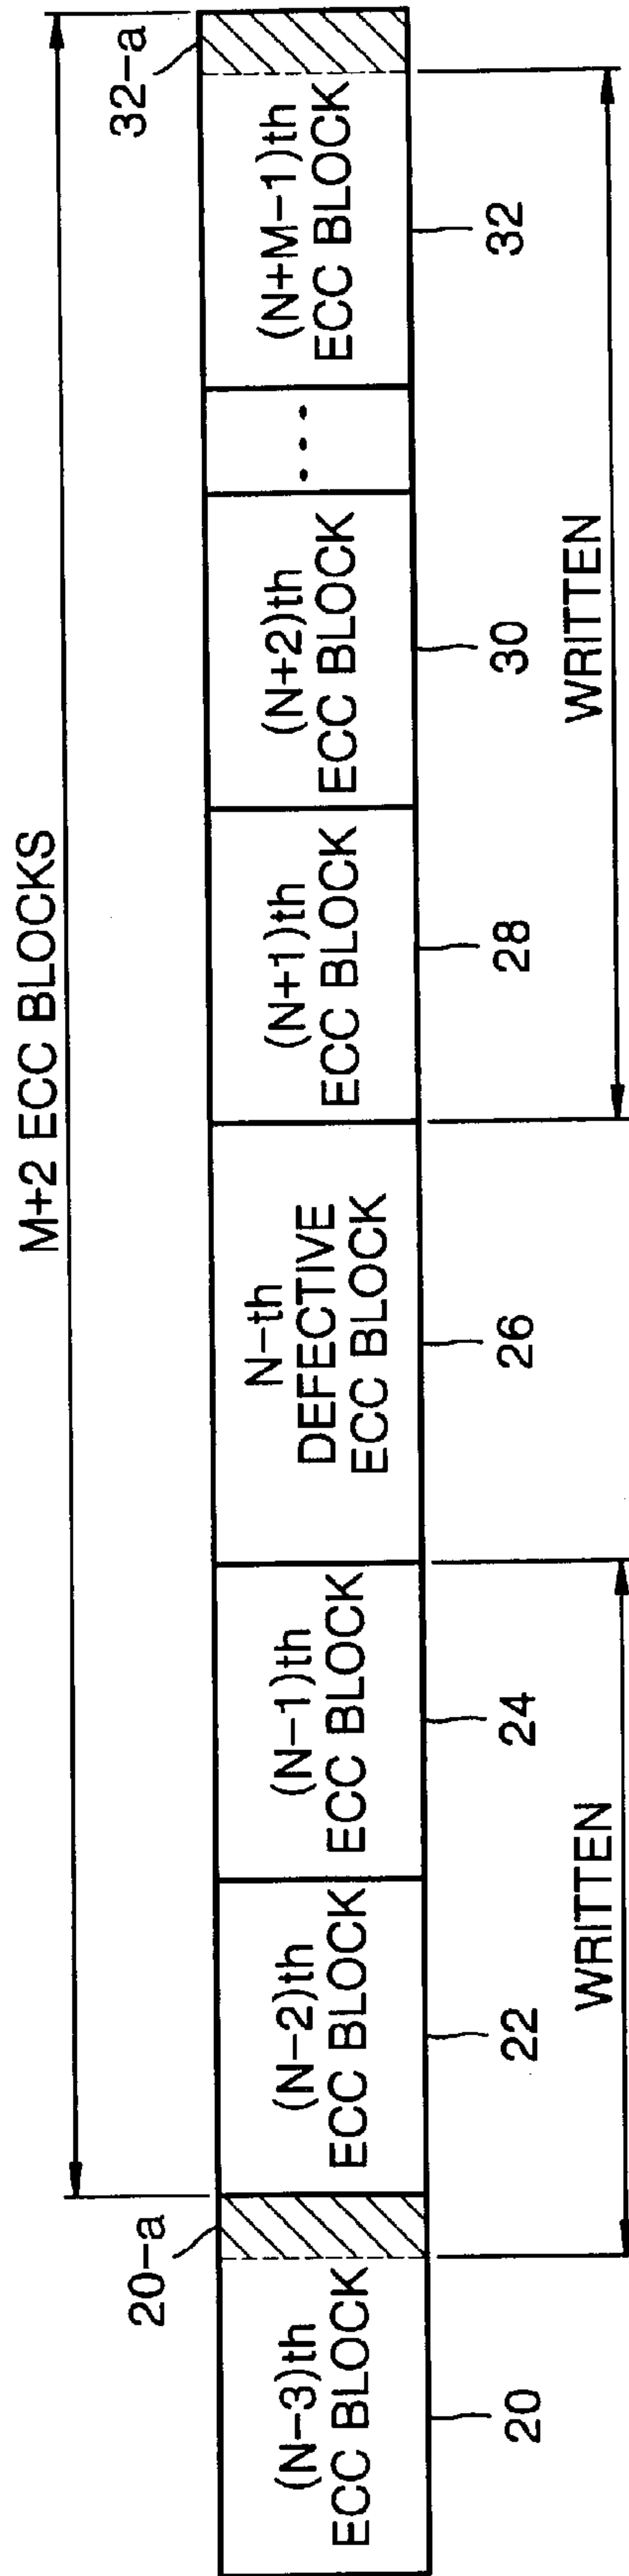 M+2 ECC BLOCKS
20-a
32-a
(N-3)th
ECC BLOCK
(N-2)th
ECC BLOCK
(N-1)th
ECC BLOCK
N-th
DEFECTIVE
ECC BLOCK
(N+1)th
ECC BLOCK
(N+2)th
ECC BLOCK
...
(N+M-1)th
ECC BLOCK
20
22
24
26
28
30
32
WRITTEN
WRITTEN